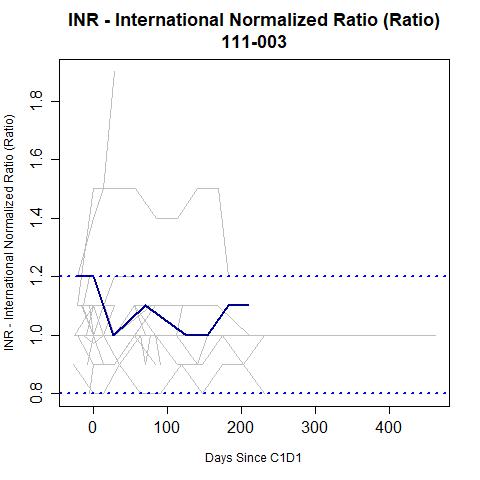 INR - International Normalized Ratio (Ratio)
111-003
INR - International Normalized Ratio (Ratio)
1.8
1.6
1.4
1.2
1.0
0.8
0 100 200 300 400
Days Since C1D1